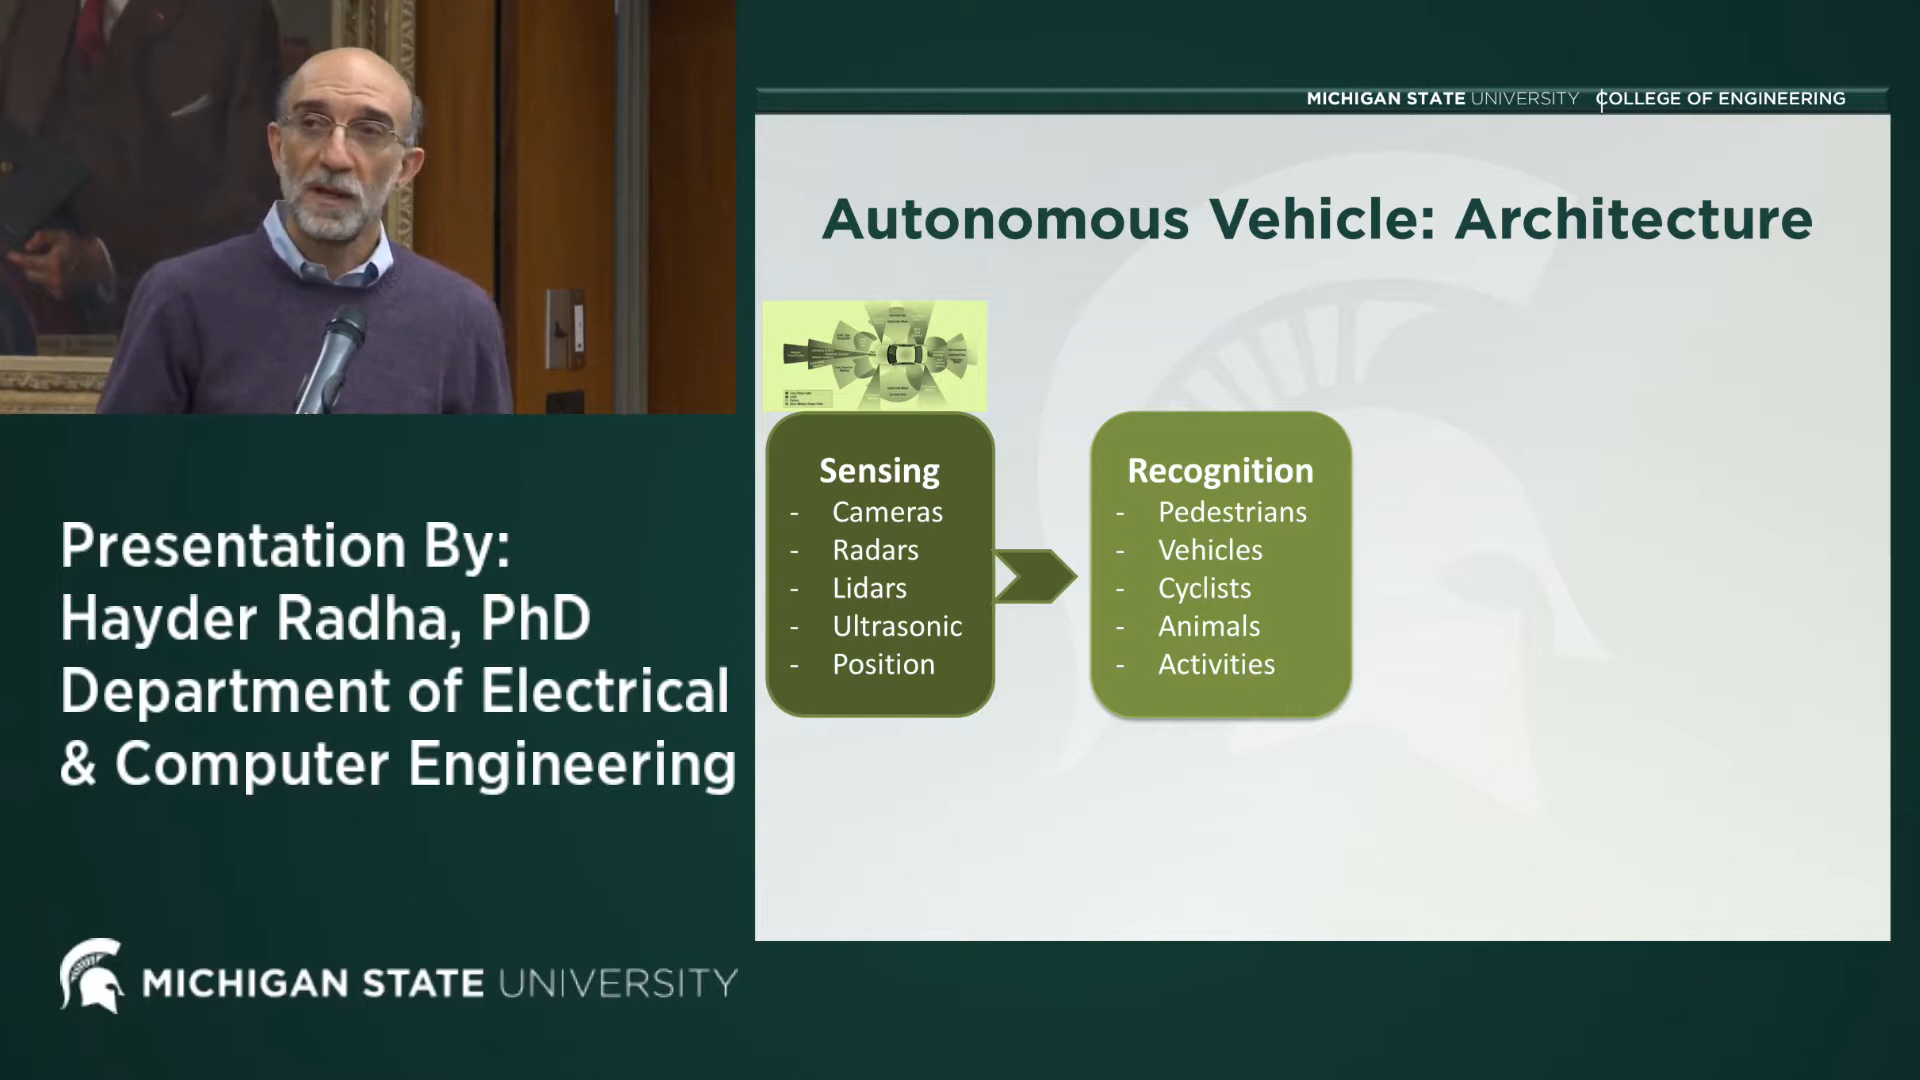 MICHIGAN STATE UNIVERSITY COLLEGE OF ENGINEERING
Autonomous Vehicle: Architecture
Sensing
- Cameras
- Radars
- Lidars
- Ultrasonic
- Position
Recognition
- Pedestrians
- Vehicles
- Cyclists
- Animals
- Activities
Presentation By:
Hayder Radha, PhD
Department of Electrical
& Computer Engineering
MICHIGAN STATE UNIVERSITY